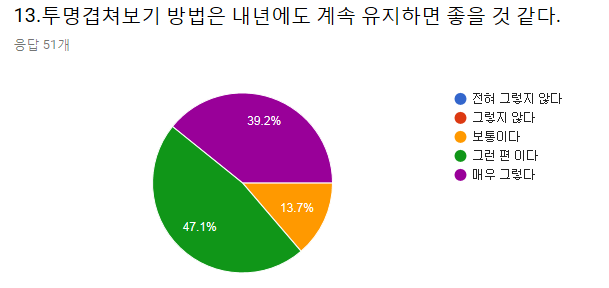 13.투명겹쳐보기 방법은 내년에도 계속 유지하면 좋을 것 같다.
응답 51개
전혀 그렇지 않다
그렇지 않다
보통이다
그런 편 이다
매우 그렇다
39.2%
13.7%
47.1%